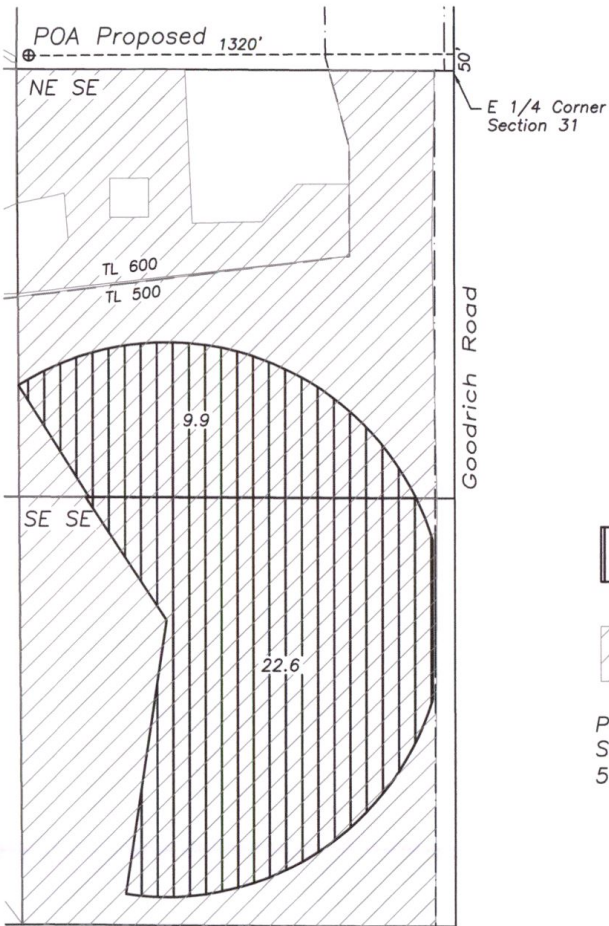 POA Proposed 1320'
50'
NE SE
E 1/4 Corner
Section 31
TL 600
TL 500
Goodrich Road
9.9
SE SE
22.6
P
S
5